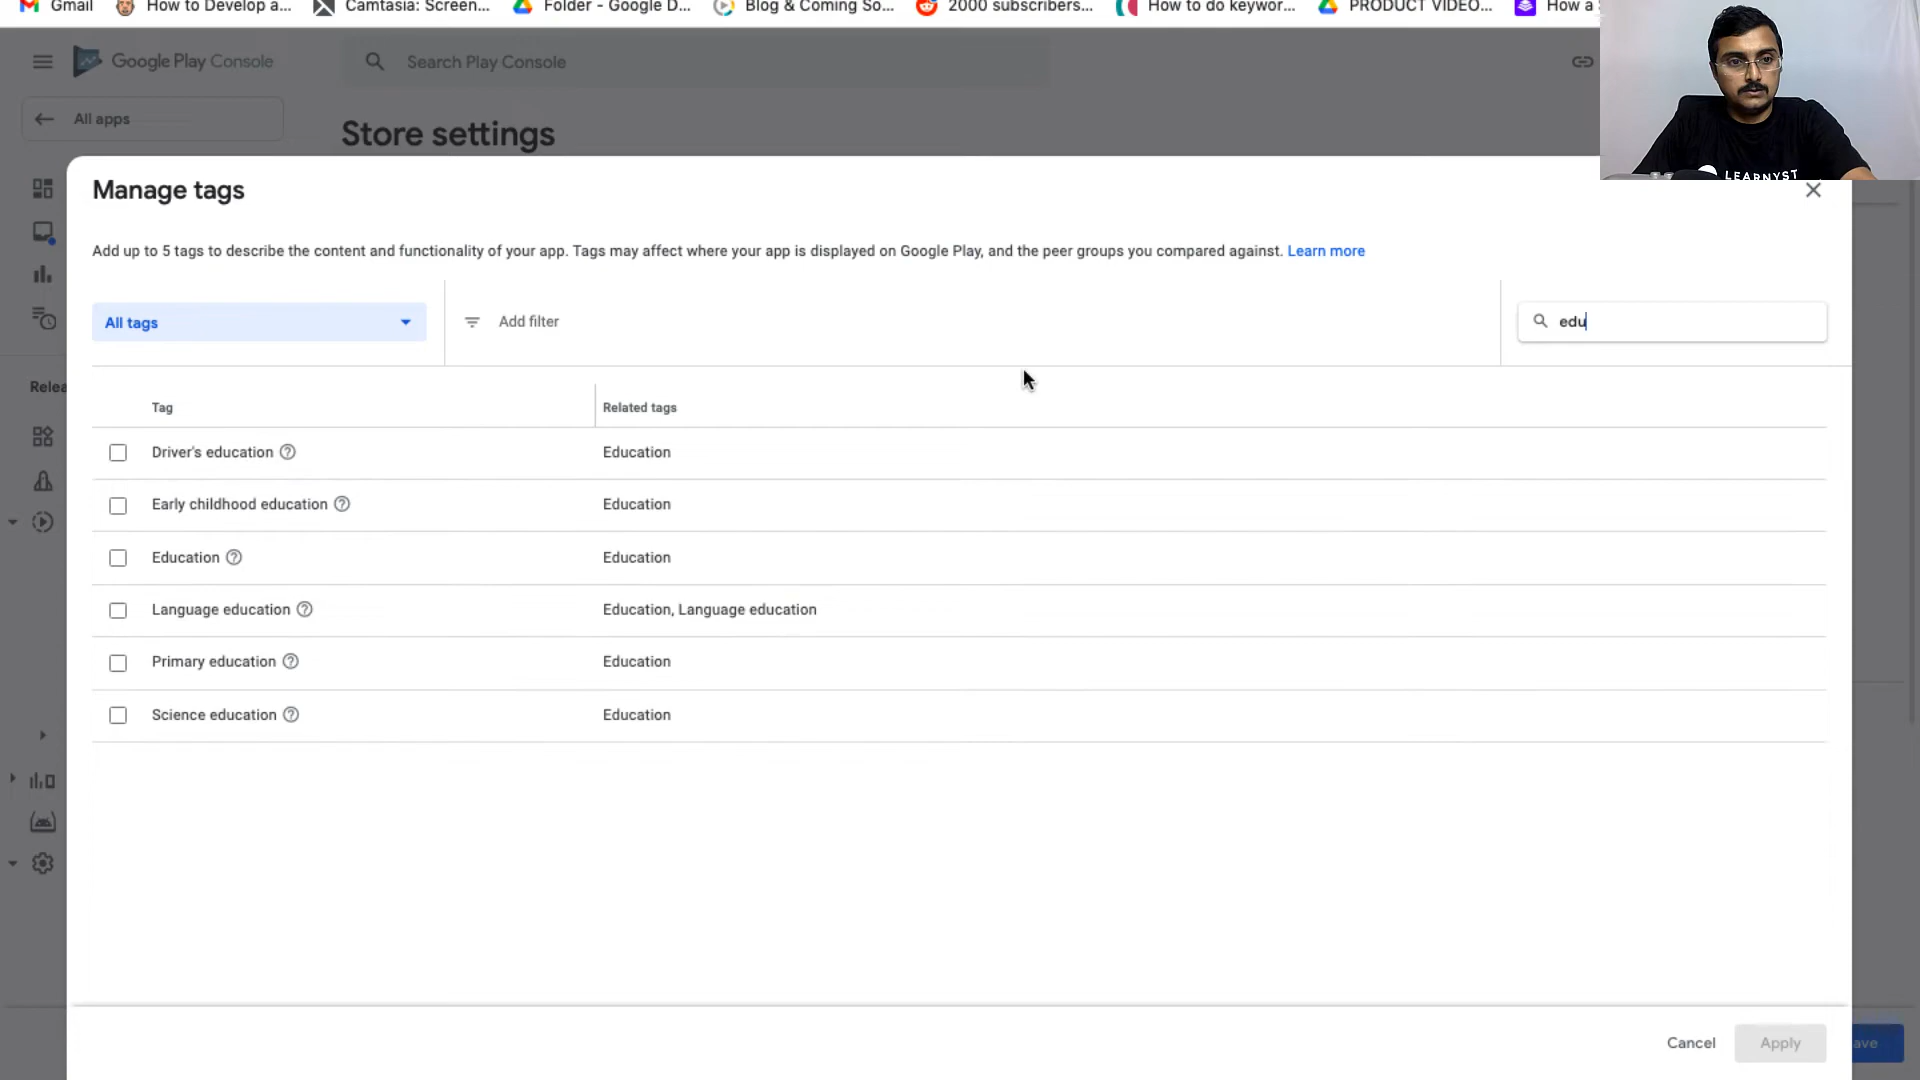 Gmail How to Develop a... Camtasia: Screen... Folder - Google D... Blog & Coming So... 2000 subscribers... How to do keywor... PRODUCT VIDEO... How a
Google Play Console
Search Play Console
All apps
Store settings
LEARNYST
Manage tags
Add up to 5 tags to describe the content and functionality of your app. Tags may affect where your app is displayed on Google Play, and the peer groups you compared against. Learn more
All tags
Add filter
edu
Relea
Tag Related tags
Driver's education Education
Early childhood education Education
Education Education
Language education Education, Language education
Primary education Education
Science education Education
Cancel Apply ave